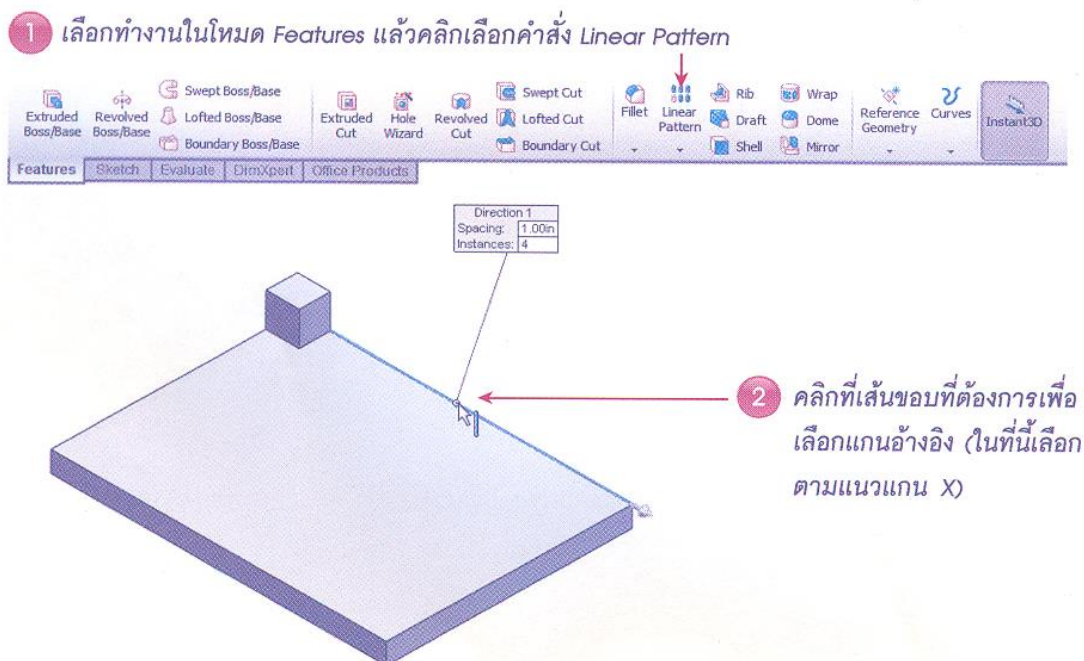 1 เลือกทำงานในโหมด Features แล้วคลิกเลือกคำสั่ง Linear Pattern
Extruded Boss/Base
Revolved Boss/Base
Swept Boss/Base
Lofted Boss/Base
Boundary Boss/Base
Extruded Cut
Hole Wizard
Revolved Cut
Swept Cut
Lofted Cut
Boundary Cut
Fillet
Linear Pattern
Rib
Draft
Shell
Wrap
Dome
Mirror
Reference Geometry
Curves
Instant3D
Features Sketch Evaluate DimXpert Office Products
Direction 1
Spacing: 1.00in
Instances: 4
2 คลิกที่เส้นขอบที่ต้องการเพื่อ
เลือกแกนอ้างอิง (ในที่นี้เลือก
ตามแนวแกน X)